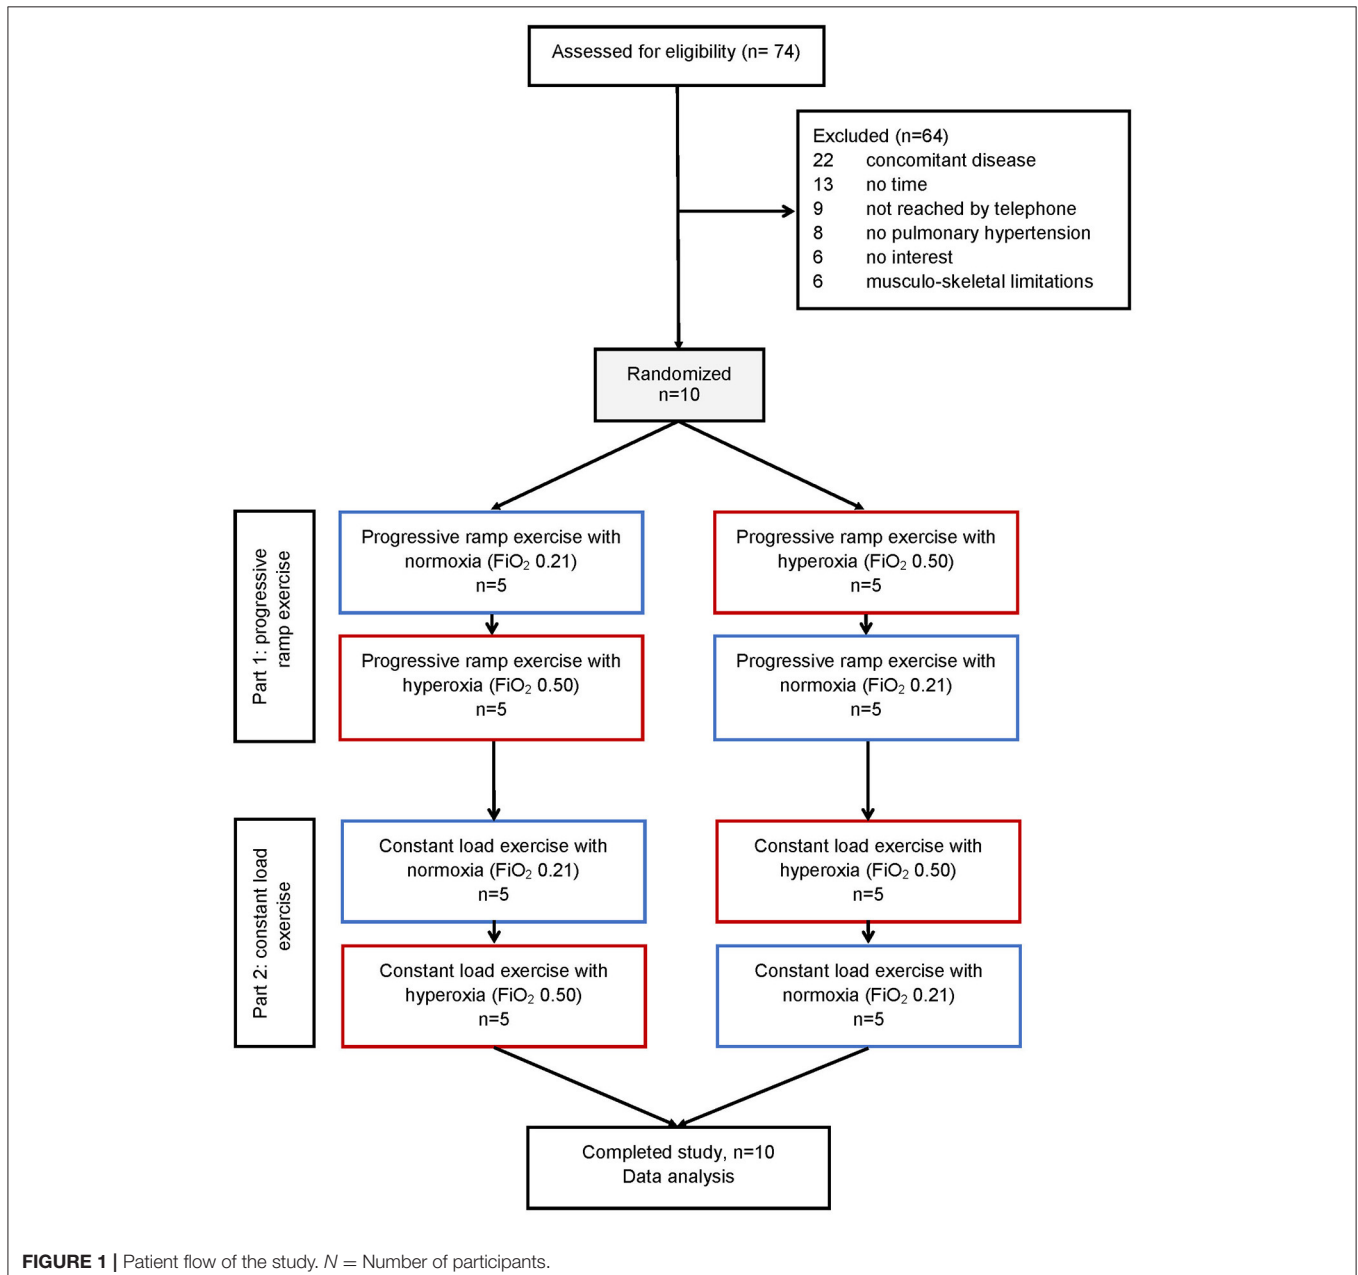 Assessed for eligibility (n= 74)
Excluded (n=64)
22 concomitant disease
13 no time
9 not reached by telephone
8 no pulmonary hypertension
6 no interest
6 musculo-skeletal limitations
Randomized
n=10
Part 1: progressive
ramp exercise
Progressive ramp exercise with
normoxia (FiO₂ 0.21)
n=5
Progressive ramp exercise with
hyperoxia (FiO₂ 0.50)
n=5
Progressive ramp exercise with
hyperoxia (FiO₂ 0.50)
n=5
Progressive ramp exercise with
normoxia (FiO₂ 0.21)
n=5
Part 2: constant load
exercise
Constant load exercise with
normoxia (FiO₂ 0.21)
n=5
Constant load exercise with
hyperoxia (FiO₂ 0.50)
n=5
Constant load exercise with
hyperoxia (FiO₂ 0.50)
n=5
Constant load exercise with
normoxia (FiO₂ 0.21)
n=5
Completed study, n=10
Data analysis
FIGURE 1 | Patient flow of the study. N = Number of participants.